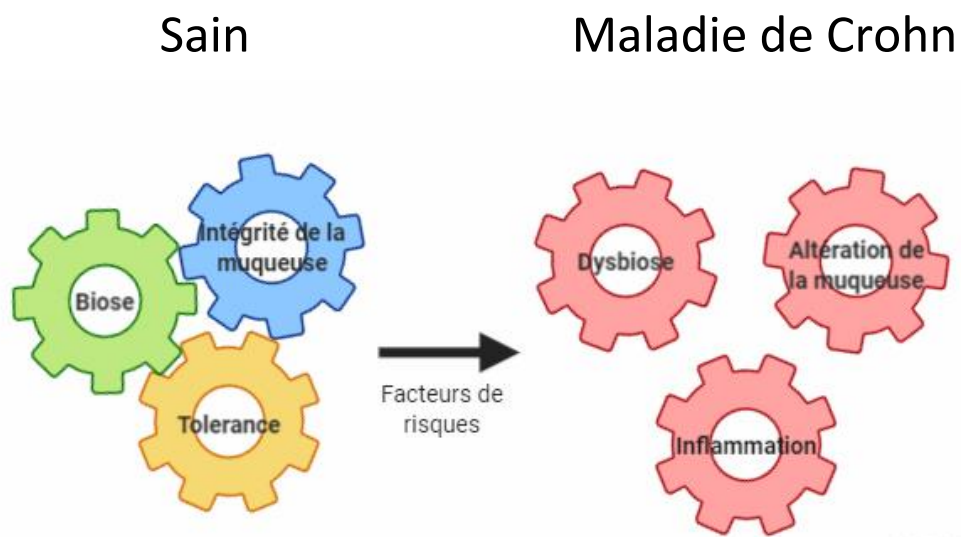 Sain
Maladie de Crohn
Intégrité de la
muqueuse
Biose
Tolerance
Facteurs de
risques
Dysbiose
Altération de
la muqueuse
Inflammation